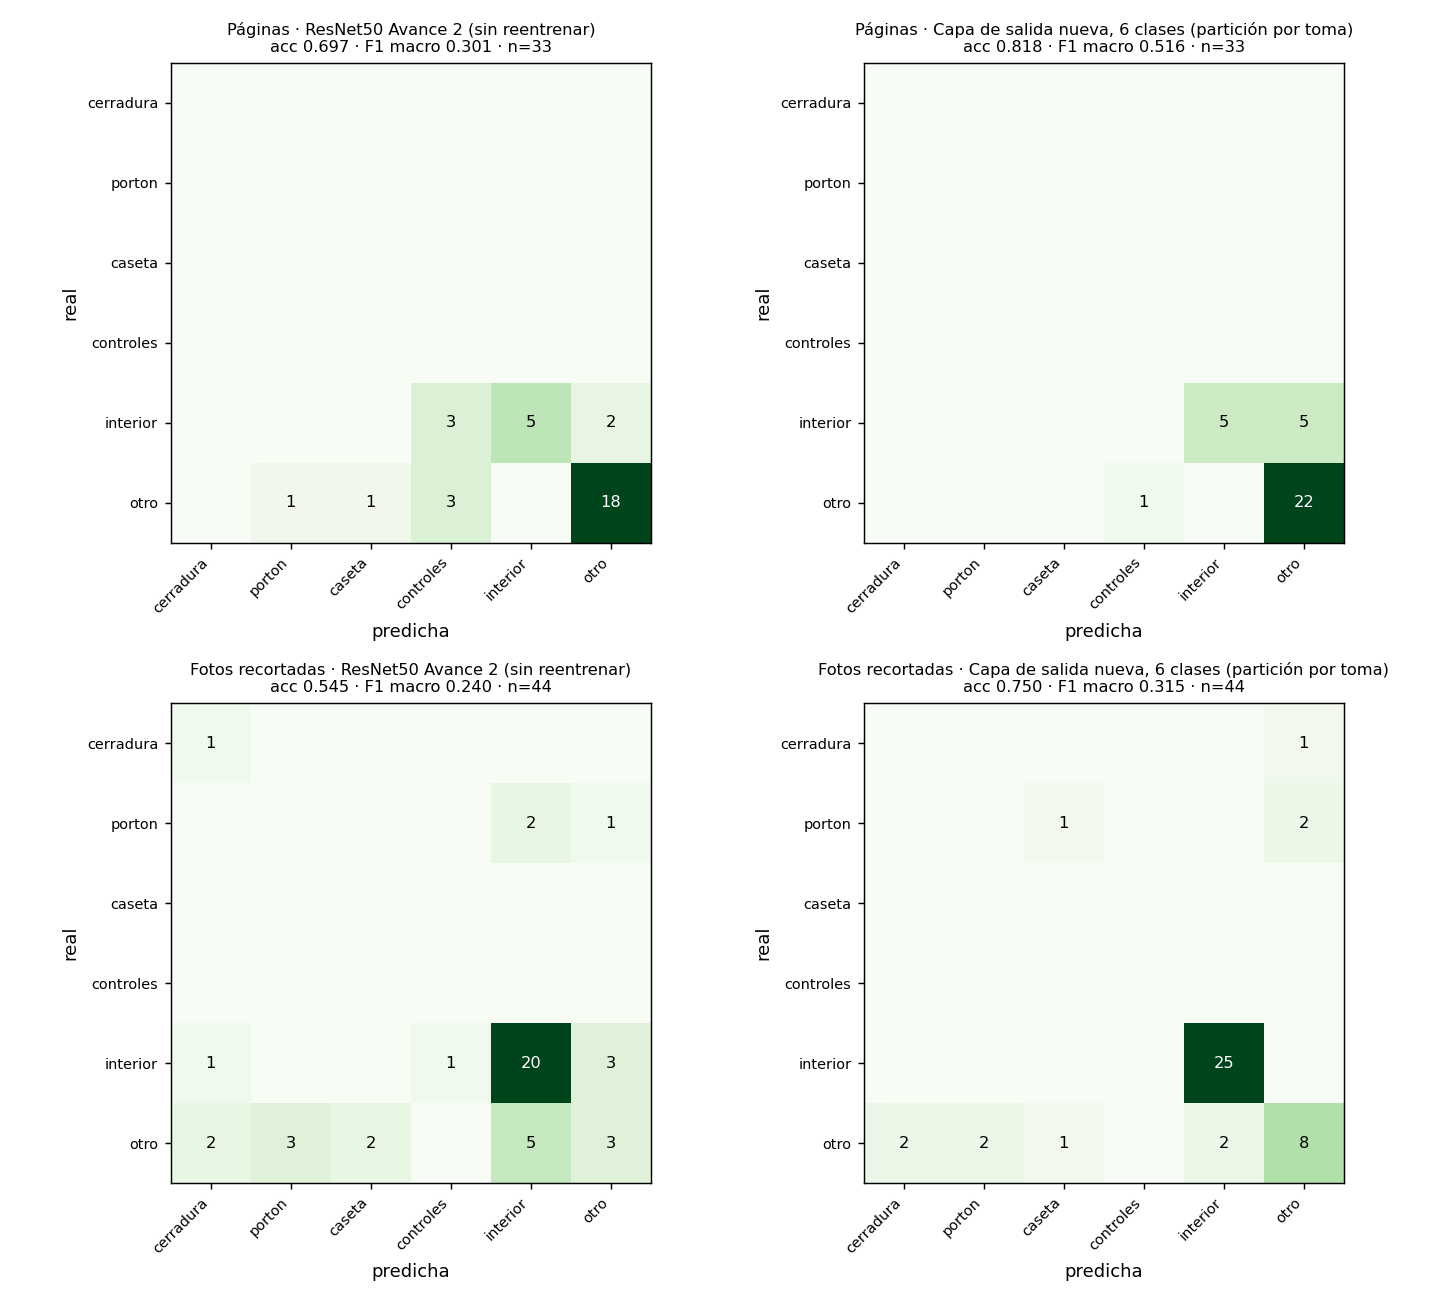 Páginas · ResNet50 Avance 2 (sin reentrenar)
acc 0.697 · F1 macro 0.301 · n=33
cerradura
porton
caseta
controles
interior
otro
real
3 5 2
1 1 3 18
cerradura porton caseta controles interior otro
predicha
Páginas · Capa de salida nueva, 6 clases (partición por toma)
acc 0.818 · F1 macro 0.516 · n=33
cerradura
porton
caseta
controles
interior
otro
real
5 5
1 22
cerradura porton caseta controles interior otro
predicha
Fotos recortadas · ResNet50 Avance 2 (sin reentrenar)
acc 0.545 · F1 macro 0.240 · n=44
cerradura
porton
caseta
controles
interior
otro
real
1
2 1
1 1 20 3
2 3 2 5 3
cerradura porton caseta controles interior otro
predicha
Fotos recortadas · Capa de salida nueva, 6 clases (partición por toma)
acc 0.750 · F1 macro 0.315 · n=44
cerradura
porton
caseta
controles
interior
otro
real
1
1 2
25
2 2 1 2 8
cerradura porton caseta controles interior otro
predicha